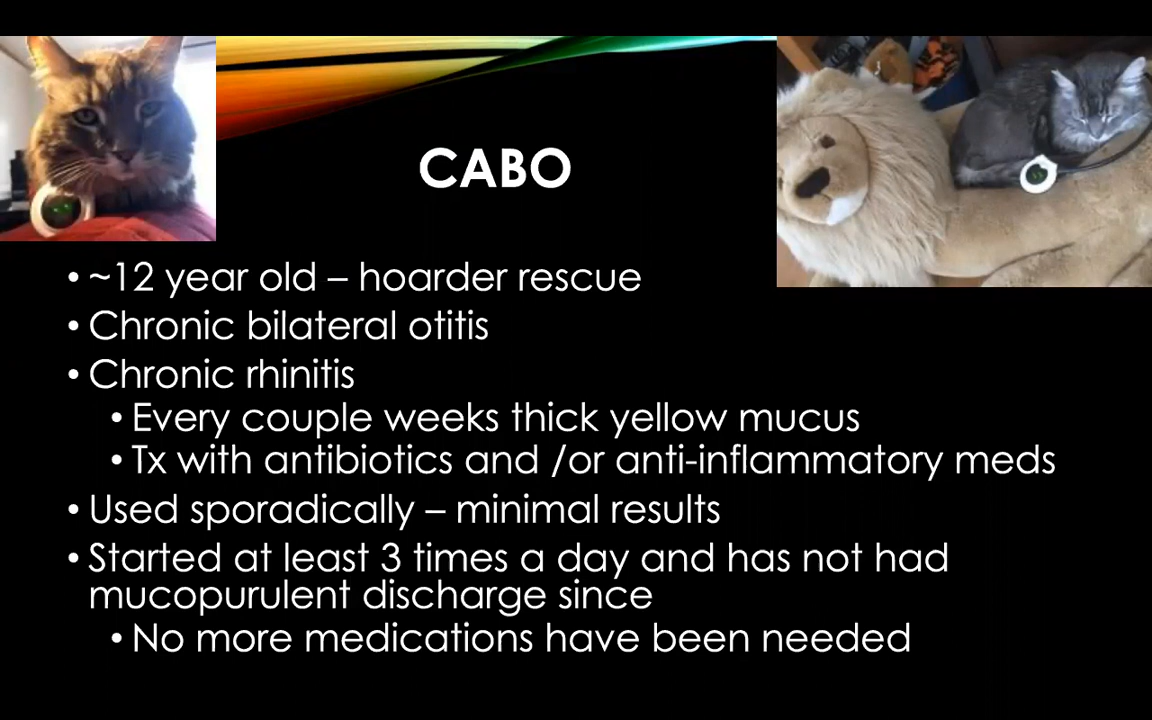 CABO
• ~12 year old – hoarder rescue
• Chronic bilateral otitis
• Chronic rhinitis
• Every couple weeks thick yellow mucus
• Tx with antibiotics and /or anti-inflammatory meds
• Used sporadically – minimal results
• Started at least 3 times a day and has not had
mucopurulent discharge since
• No more medications have been needed